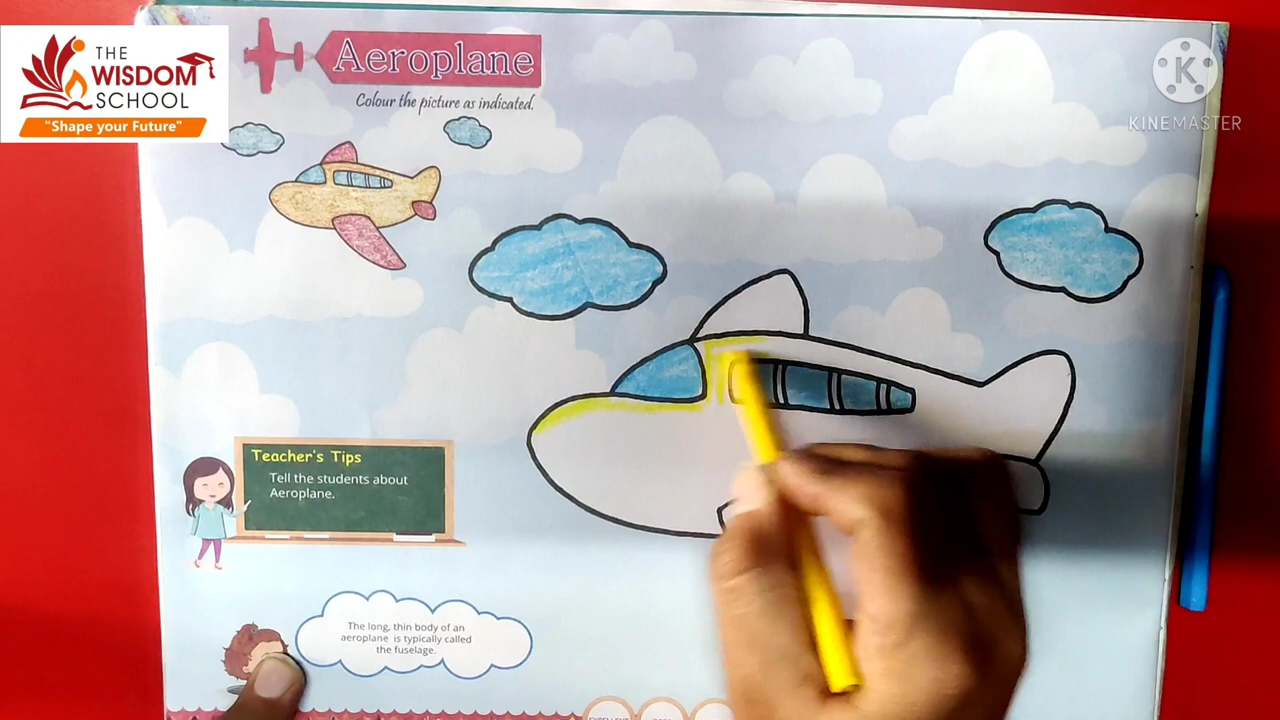 THE
WISDOM
SCHOOL
"Shape your Future"
Aeroplane
Colour the picture as indicated.
K
KINEMASTER
Teacher's Tips
Tell the students about
Aeroplane.
The long, thin body of an
aeroplane is typically called
the fuselage.
EXCELLENT